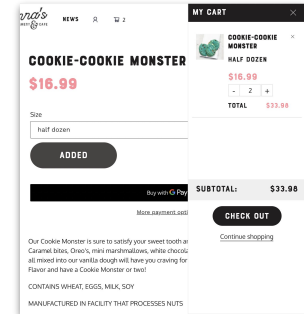 nna's
& CAFE
NEWS
2
COOKIE-COOKIE MONSTER
$16.99
Size
half dozen
ADDED
Buy with G Pay
More payment opti
Our Cookie Monster is sure to satisfy your sweet tooth
Caramel bites, Oreo's, mini marshmallows, white chocola
all mixed into our vanilla dough will have you craving for
Flavor and have a Cookie Monster or two!
CONTAINS WHEAT, EGGS, MILK, SOY
MANUFACTURED IN FACILITY THAT PROCESSES NUTS
MY CART
COOKIE-COOKIE
MONSTER
HALF DOZEN
$16.99
- 2 +
TOTAL $33.98
SUBTOTAL: $33.98
CHECK OUT
Continue shopping